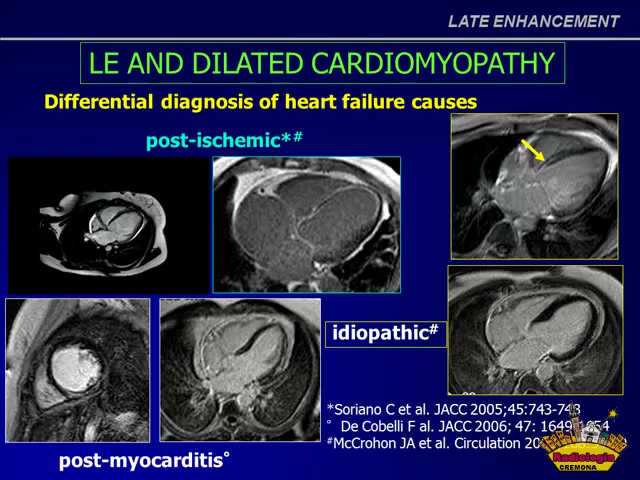 LATE ENHANCEMENT
LE AND DILATED CARDIOMYOPATHY
Differential diagnosis of heart failure causes
post-ischemic*#
idiopathic#
*Soriano C et al. JACC 2005;45:743-748
° De Cobelli F al. JACC 2006; 47: 1649-1654
#McCrohon JA et al. Circulation
post-myocarditis°
Radiologia
CREMONA